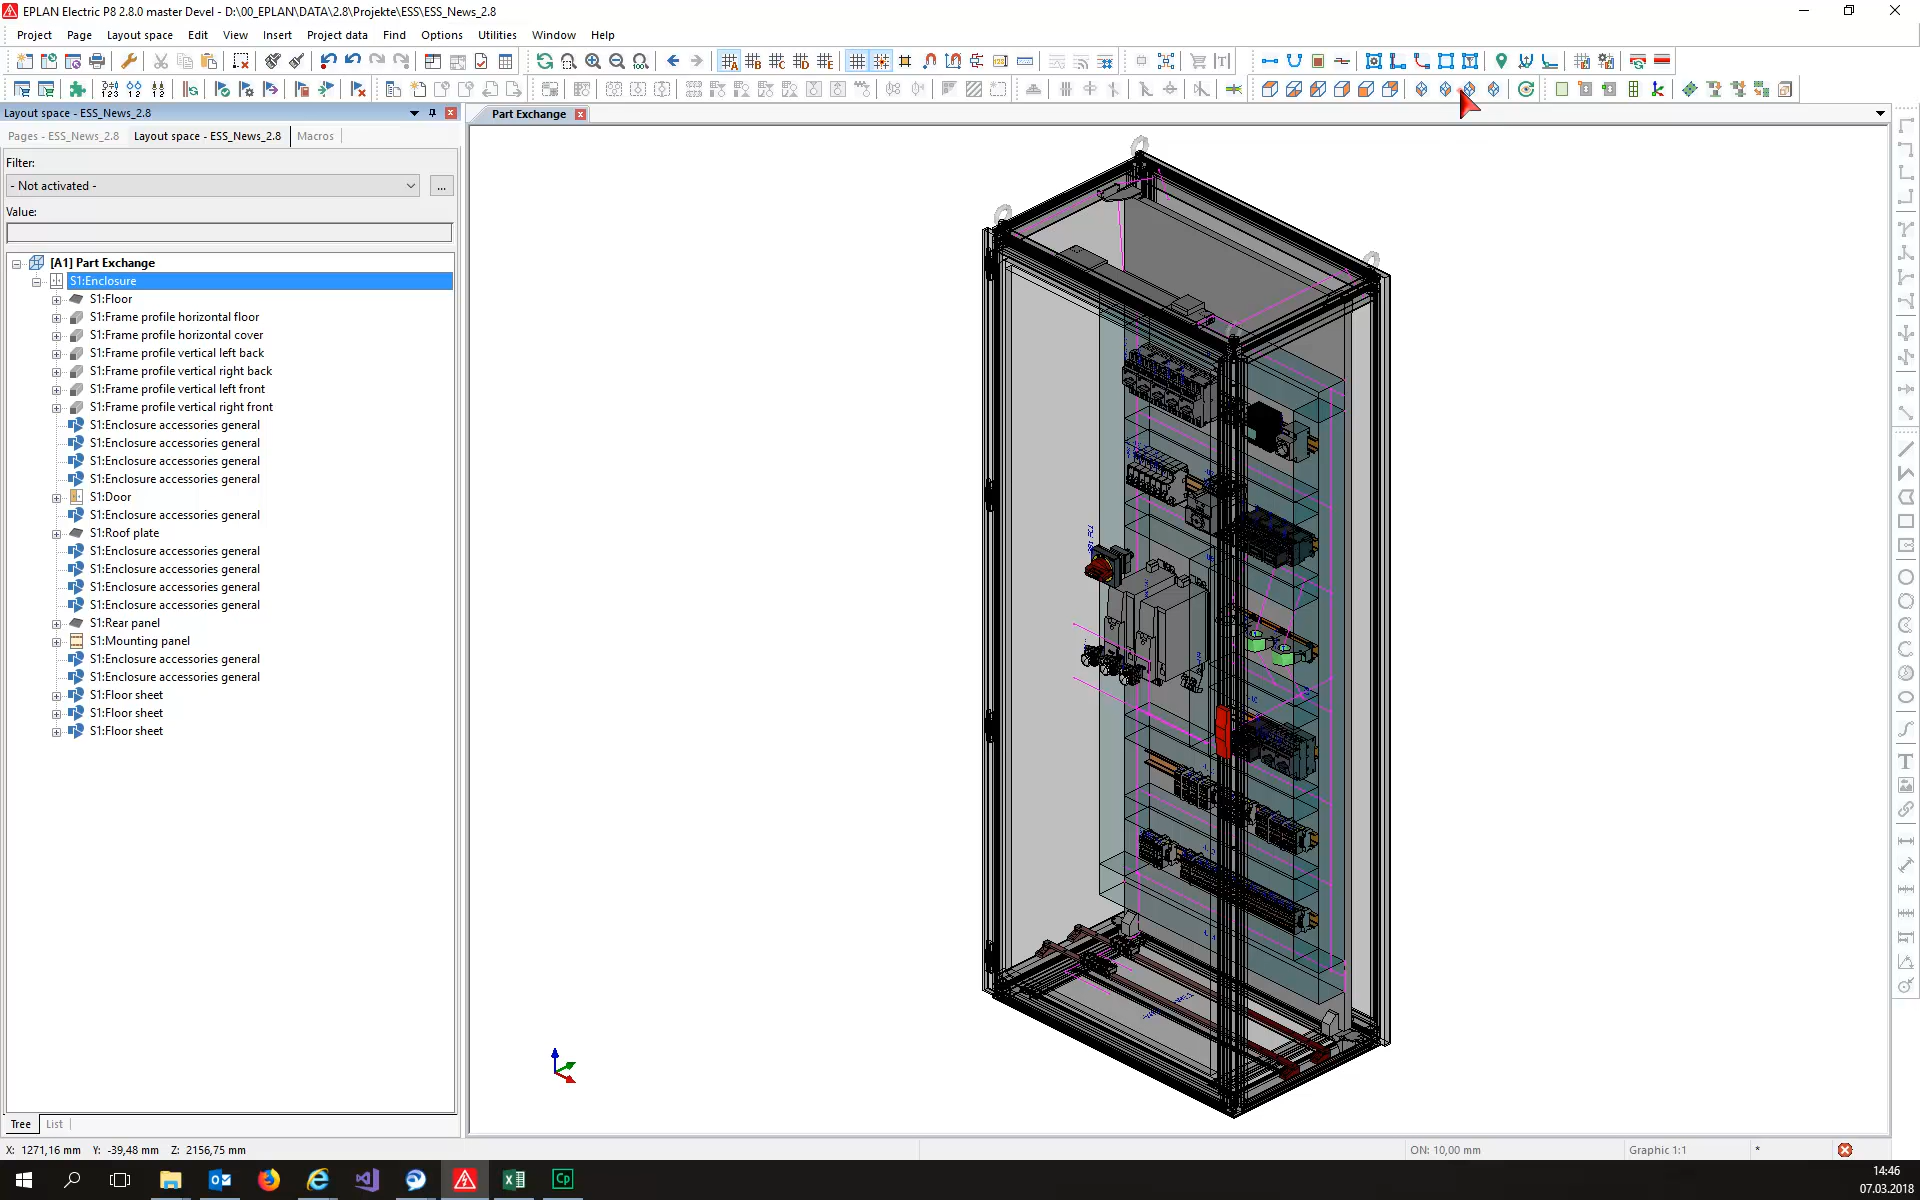 EPLAN Electric P8 2.8.0 master Devel - D:\00_EPLAN\DATA\2.8\Projekte\ESS\ESS_News_2.8
Project Page Layout space Edit View Insert Project data Find Options Utilities Window Help
Layout space - ESS_News_2.8
Part Exchange
Pages - ESS_News_2.8 Layout space - ESS_News_2.8 Macros
Filter:
- Not activated -
...
Value:
[A1] Part Exchange
S1:Enclosure
S1:Floor
S1:Frame profile horizontal floor
S1:Frame profile horizontal cover
S1:Frame profile vertical left back
S1:Frame profile vertical right back
S1:Frame profile vertical left front
S1:Frame profile vertical right front
S1:Enclosure accessories general
S1:Enclosure accessories general
S1:Enclosure accessories general
S1:Enclosure accessories general
S1:Door
S1:Enclosure accessories general
S1:Roof plate
S1:Enclosure accessories general
S1:Enclosure accessories general
S1:Enclosure accessories general
S1:Enclosure accessories general
S1:Rear panel
S1:Mounting panel
S1:Enclosure accessories general
S1:Enclosure accessories general
S1:Floor sheet
S1:Floor sheet
S1:Floor sheet
Tree List
X: 1271,16 mm Y: -39,48 mm Z: 2156,75 mm
ON: 10,00 mm
Graphic 1:1
*
14:46
07.03.2018